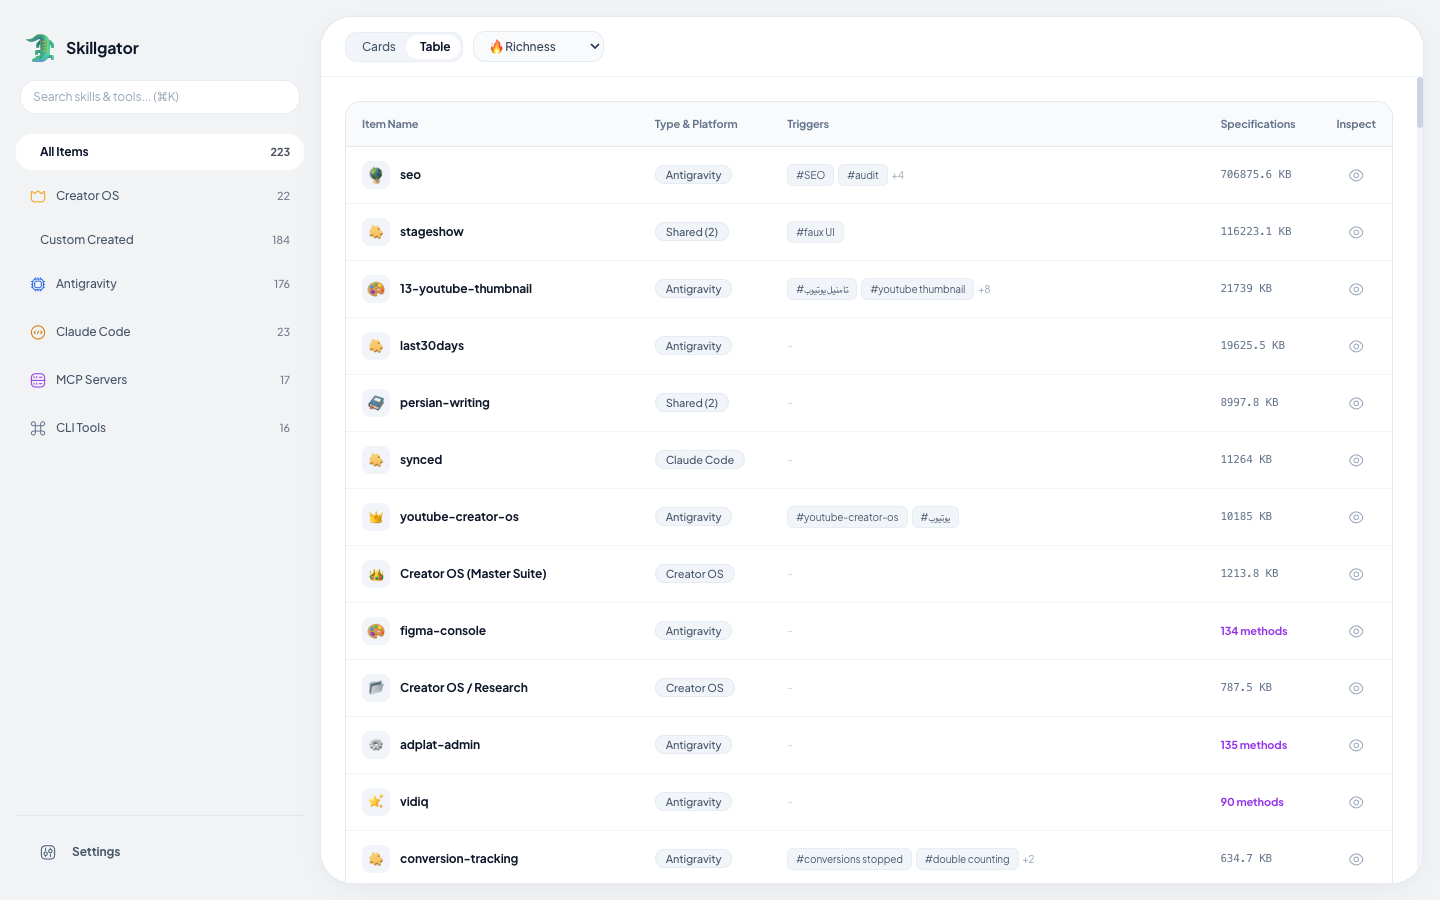 Skillgator
Search skills & tools... (⌘K)
All Items 223
Creator OS 22
Custom Created 184
Antigravity 176
Claude Code 23
MCP Servers 17
CLI Tools 16
Settings
Cards Table 🔥 Richness
Item Name Type & Platform Triggers Specifications Inspect
seo Antigravity #SEO #audit +4 706875.6 KB
stageshow Shared (2) #faux UI 116223.1 KB
13-youtube-thumbnail Antigravity #تامنیل یوتیوب #youtube thumbnail +8 21739 KB
last30days Antigravity - 19625.5 KB
persian-writing Shared (2) - 8997.8 KB
synced Claude Code - 11264 KB
youtube-creator-os Antigravity #youtube-creator-os #یوتیوب 10185 KB
Creator OS (Master Suite) Creator OS - 1213.8 KB
figma-console Antigravity - 134 methods
Creator OS / Research Creator OS - 787.5 KB
adplat-admin Antigravity - 135 methods
vidiq Antigravity - 90 methods
conversion-tracking Antigravity #conversions stopped #double counting +2 634.7 KB